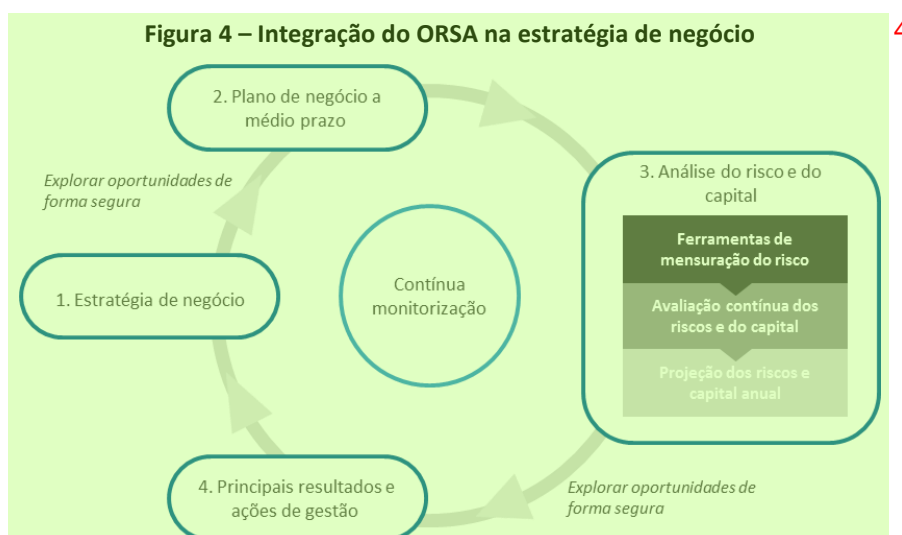 Figura 4 – Integração do ORSA na estratégia de negócio
4
2. Plano de negócio a
médio prazo
Explorar oportunidades de
forma segura
3. Análise do risco e do
capital
Ferramentas de
mensuração do risco
Avaliação contínua dos
riscos e do capital
Projeção dos riscos e
capital anual
1. Estratégia de negócio
Contínua
monitorização
4. Principais resultados e
ações de gestão
Explorar oportunidades de
forma segura